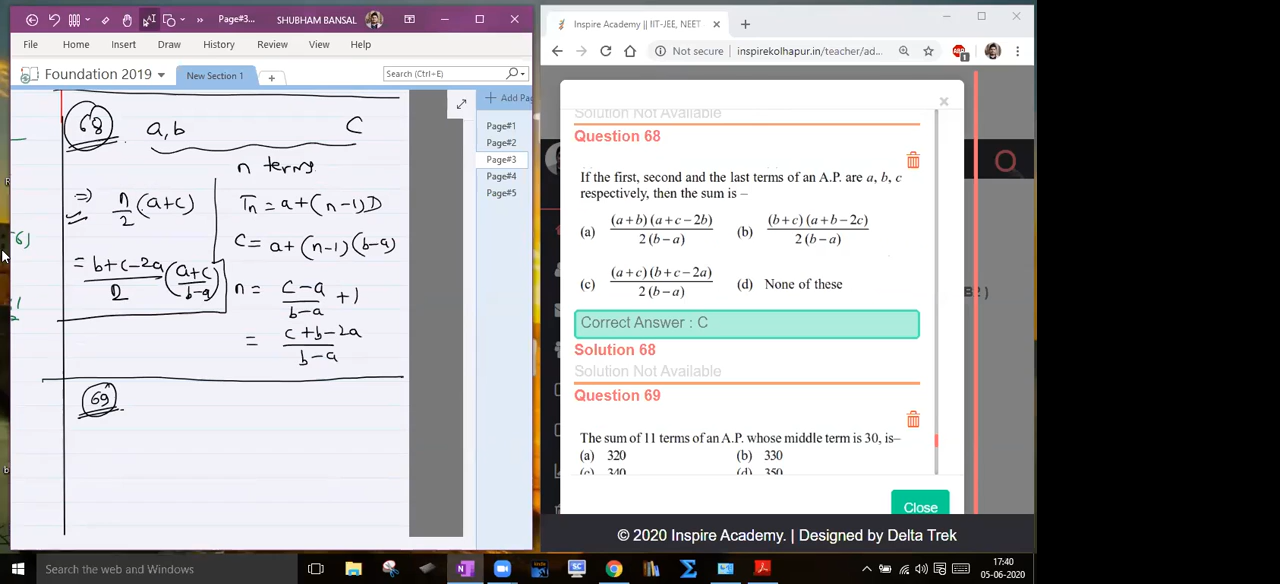 Page#3...
SHUBHAM BANSAL
File Home Insert Draw History Review View Help
Foundation 2019
New Section 1
Search (Ctrl+E)
Add Pag
Page#1
Page#2
Page#3
Page#4
Page#5
68 a, b C
n terms
⇒ n/2 (a+c)
Tn = a+(n-1)D
C = a+(n-1)(b-a)
= b+c-2a/2 (a+c/b-a)
n = c-a/b-a + 1
= c+b-2a/b-a
69
Inspire Academy || IIT-JEE, NEET
Not secure inspirekolhapur.in/teacher/ad...
Solution Not Available
Question 68
If the first, second and the last terms of an A.P. are a, b, c
respectively, then the sum is –
(a) (a+b)(a+c-2b)/2(b-a) (b) (b+c)(a+b-2c)/2(b-a)
(c) (a+c)(b+c-2a)/2(b-a) (d) None of these
Correct Answer : C
Solution 68
Solution Not Available
Question 69
The sum of 11 terms of an A.P. whose middle term is 30, is–
(a) 320 (b) 330
(c) 340 (d) 350
Close
© 2020 Inspire Academy. | Designed by Delta Trek
Search the web and Windows
17:40
05-06-2020